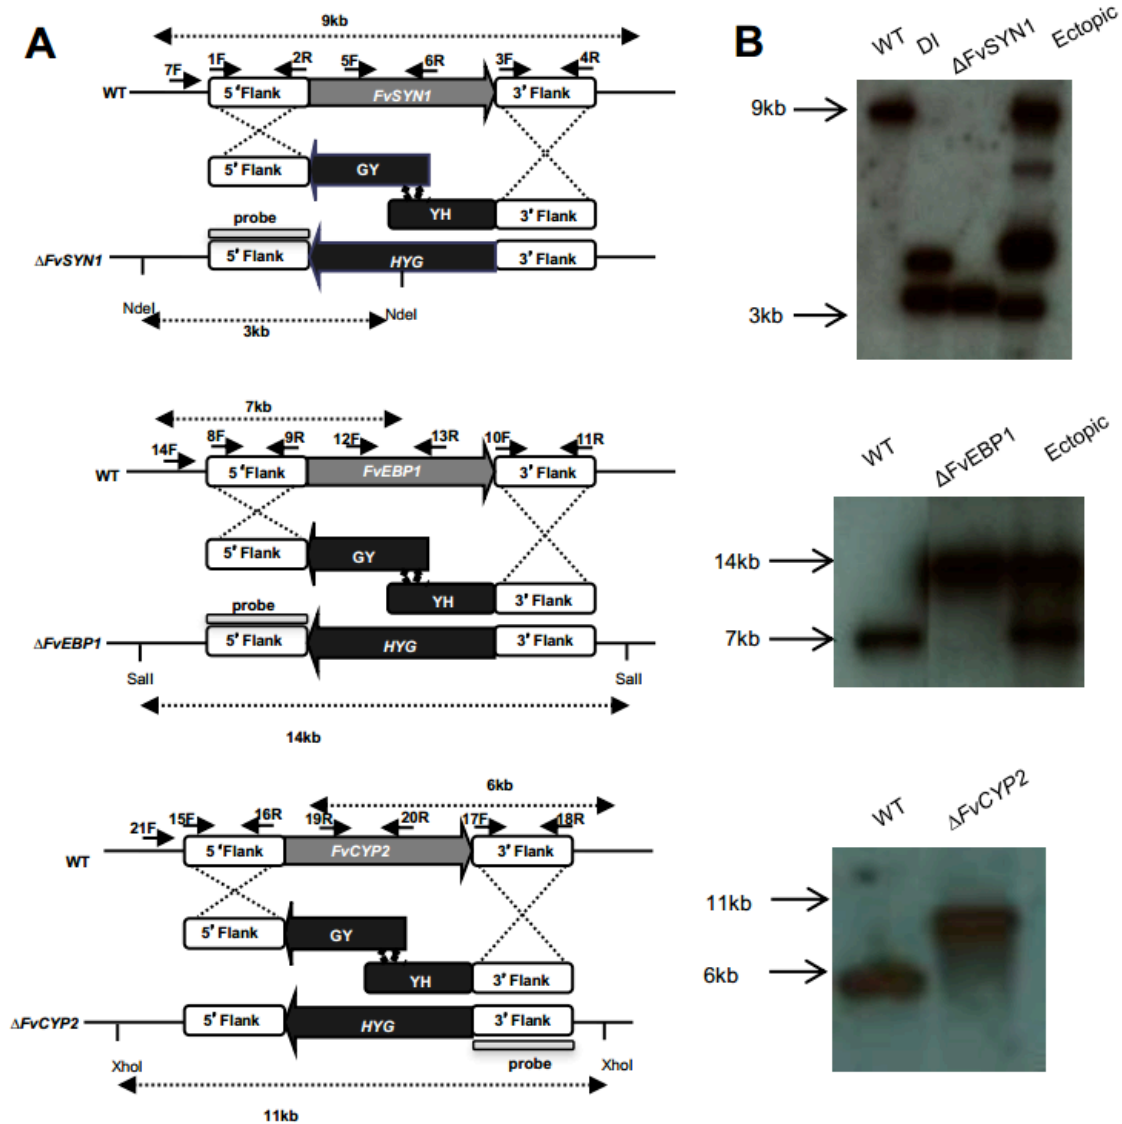 A
9kb
1F 2R 5F 6R 3F 4R
7F
WT 5'Flank FvSYN1 3' Flank
5' Flank GY
YH 3' Flank
probe
ΔFvSYN1 5' Flank HYG 3' Flank
NdeI NdeI
3kb
7kb
8F 9R 12F 13R 10F 11R
14F
WT 5'Flank FvEBP1 3' Flank
5' Flank GY
YH 3' Flank
probe
ΔFvEBP1 5' Flank HYG 3' Flank
SalI SalI
14kb
6kb
15F 16R 19R 20R 17F 18R
21F
WT 5'Flank FvCYP2 3' Flank
5' Flank GY
YH 3' Flank
ΔFvCYP2 5' Flank HYG 3' Flank
probe
XhoI XhoI
11kb
B
WT DI ΔFvSYN1 Ectopic
9kb
3kb
WT ΔFvEBP1 Ectopic
14kb
7kb
WT ΔFvCYP2
11kb
6kb